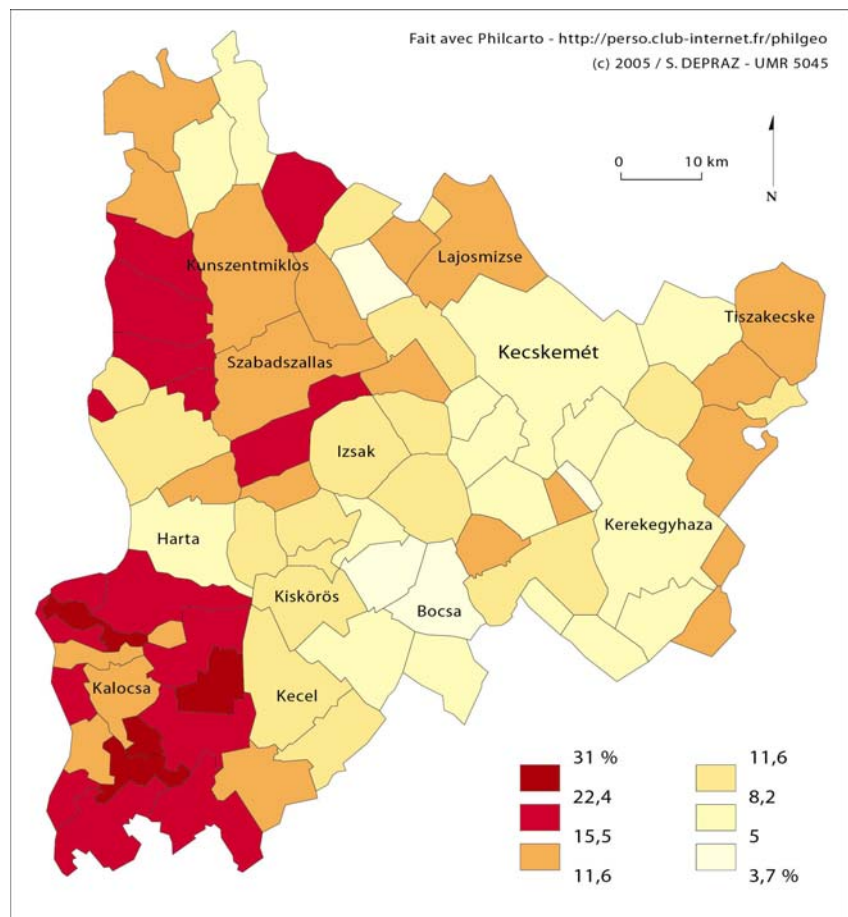 Fait avec Philcarto - http://perso.club-internet.fr/philgeo
(c) 2005 / S. DEPRAZ - UMR 5045
0 10 km
N
Lajosmizse
Kunszentmiklos
Tiszakecske
Kecskemét
Szabadszallas
Izsak
Kerekegyhaza
Harta
Kiskörös
Bocsa
Kalocsa
Kecel
31 %
22,4
15,5
11,6
11,6
8,2
5
3,7 %